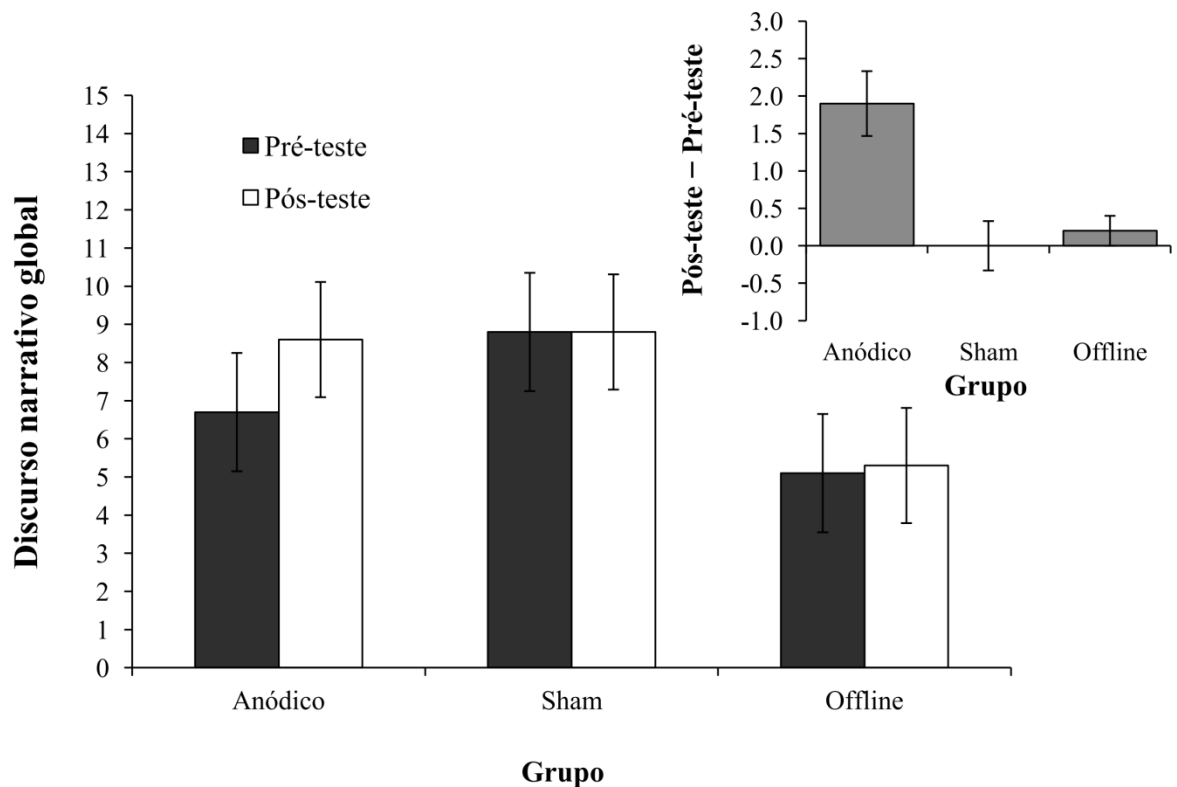 Discurso narrativo global
15
14
13
12
11
10
9
8
7
6
5
4
3
2
1
0
Pré-teste
Pós-teste
Anódico
Sham
Offline
Grupo
Pós-teste – Pré-teste
3.0
2.5
2.0
1.5
1.0
0.5
0.0
-0.5
-1.0
Anódico
Sham
Offline
Grupo